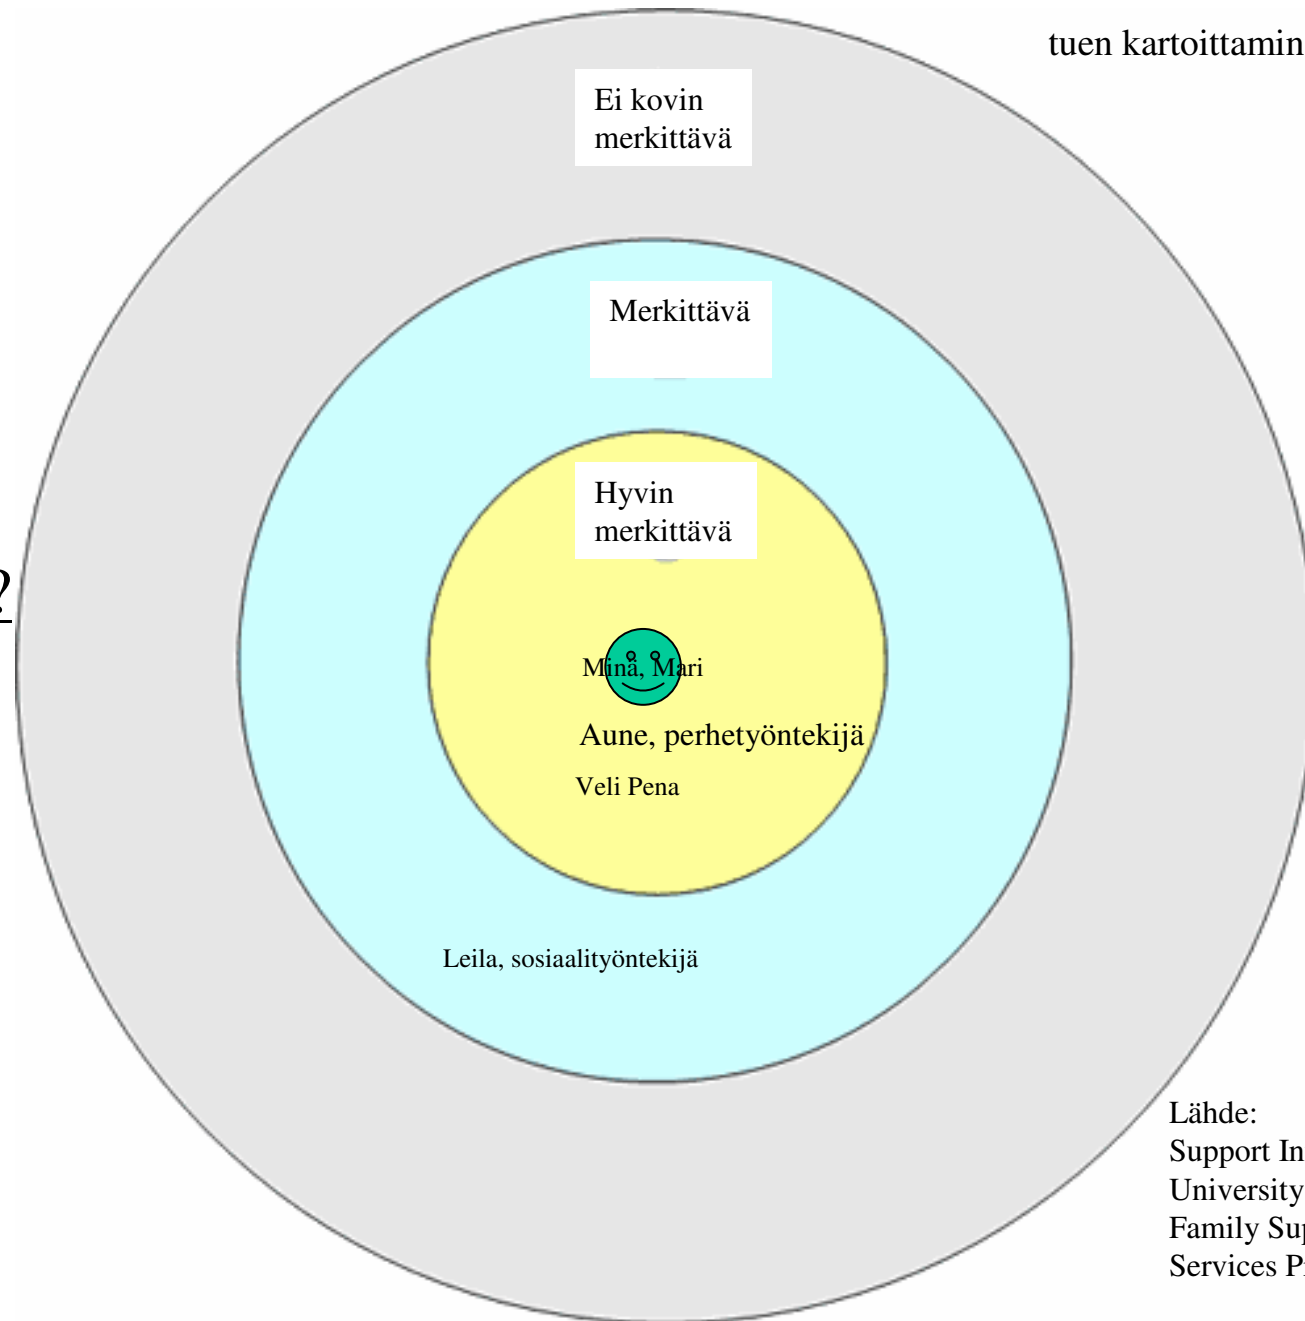 tuen kartoittamin
Ei kovin
merkittävä
Merkittävä
Hyvin
merkittävä
?
Minä, Mari
Aune, perhetyöntekijä
Veli Pena
Leila, sosiaalityöntekijä
Lähde:
Support In
University
Family Sup
Services P